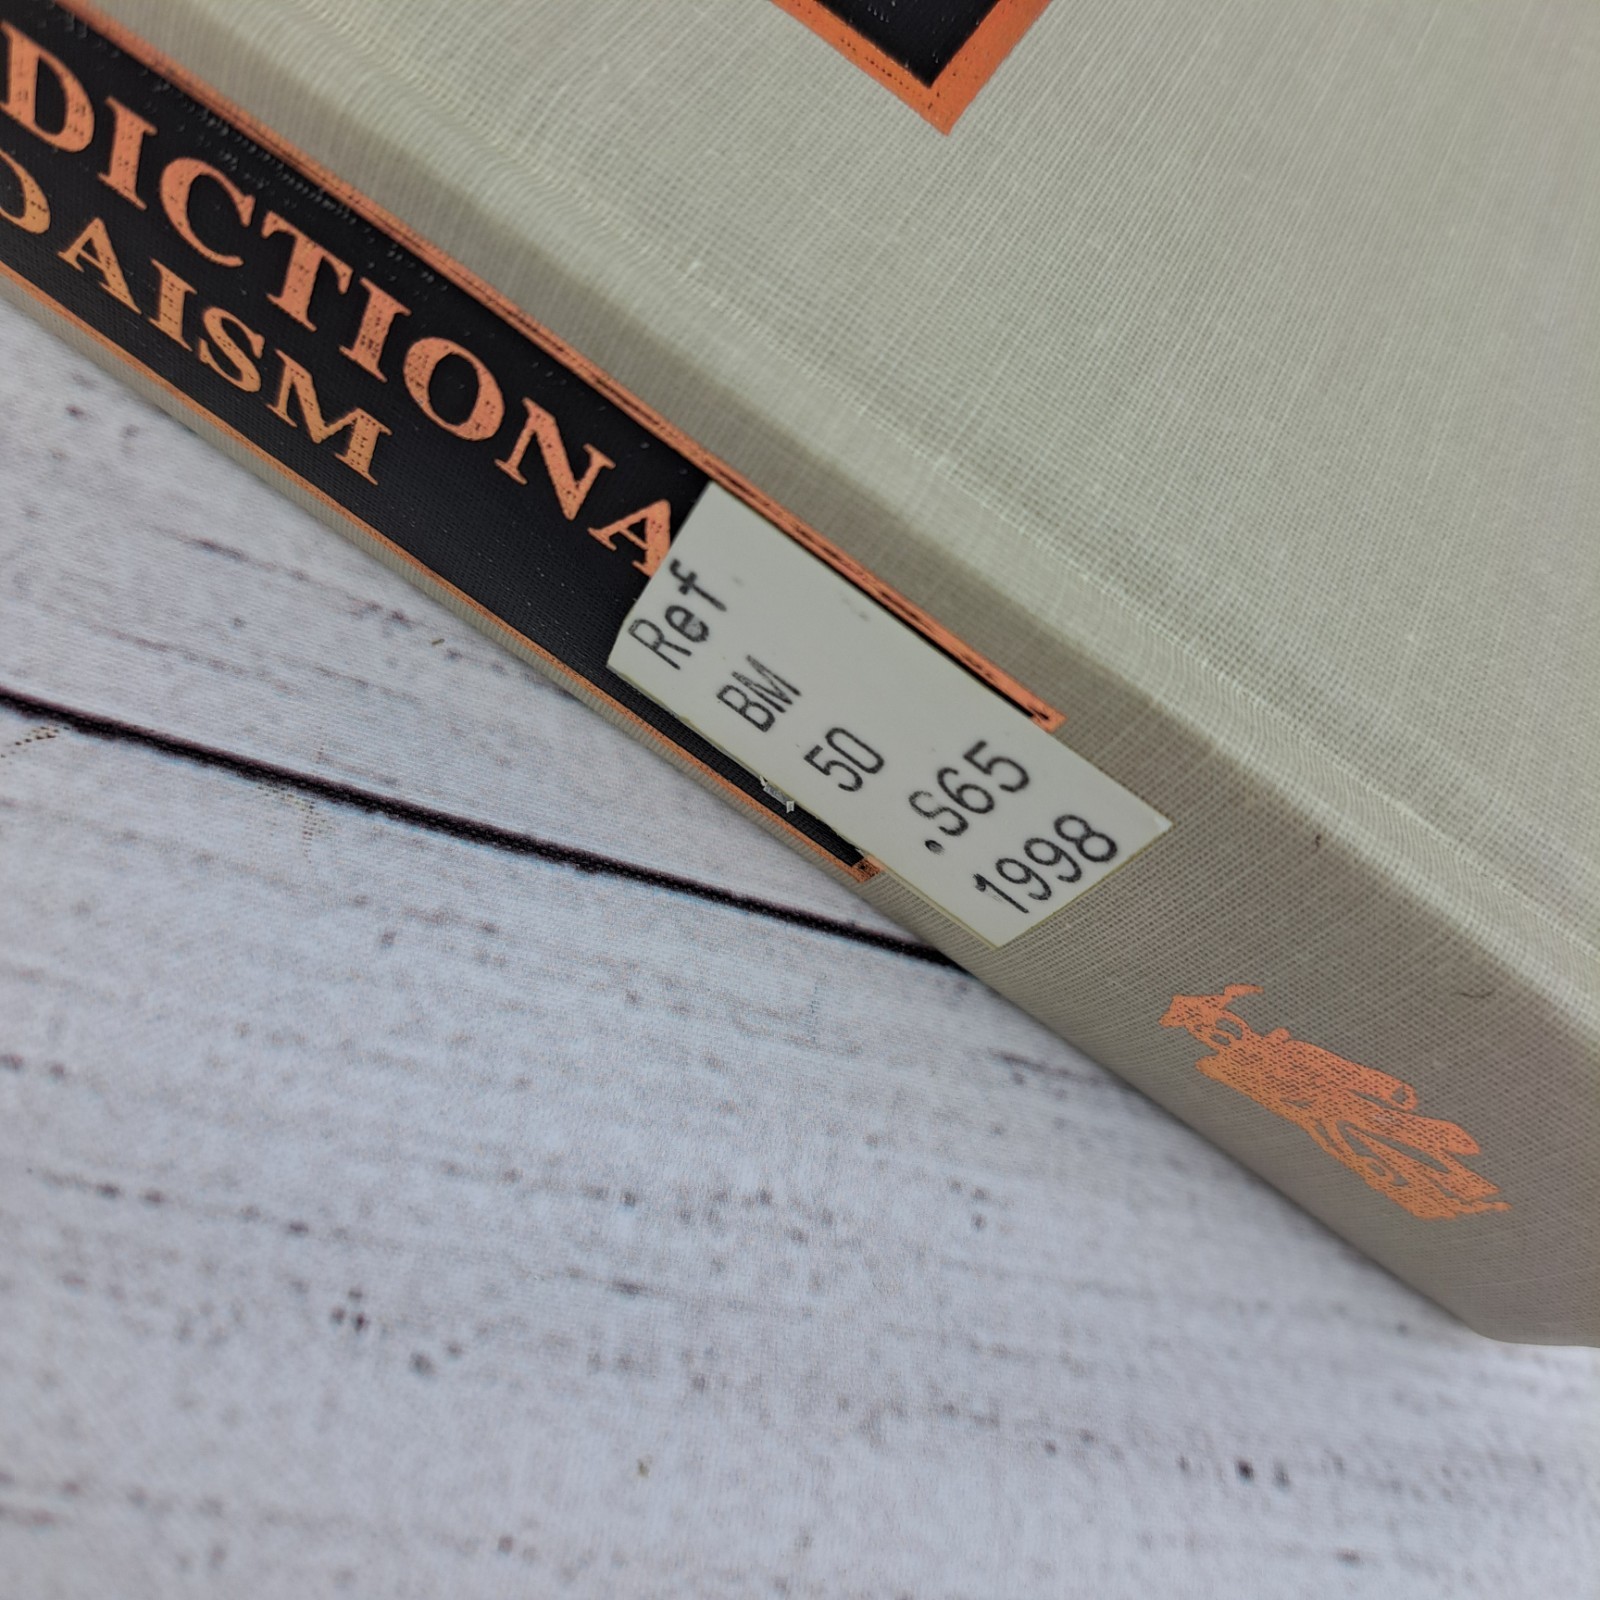 DICTIONA
DAISM
Ref
BM
50
.S65
1998